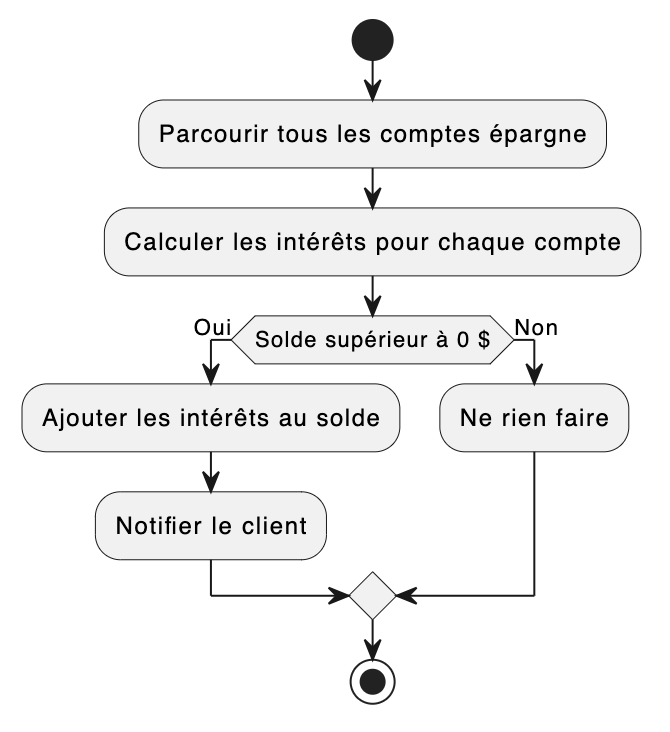 Parcourir tous les comptes épargne
Calculer les intérêts pour chaque compte
Oui
Solde supérieur à 0 $
Non
Ajouter les intérêts au solde
Ne rien faire
Notifier le client